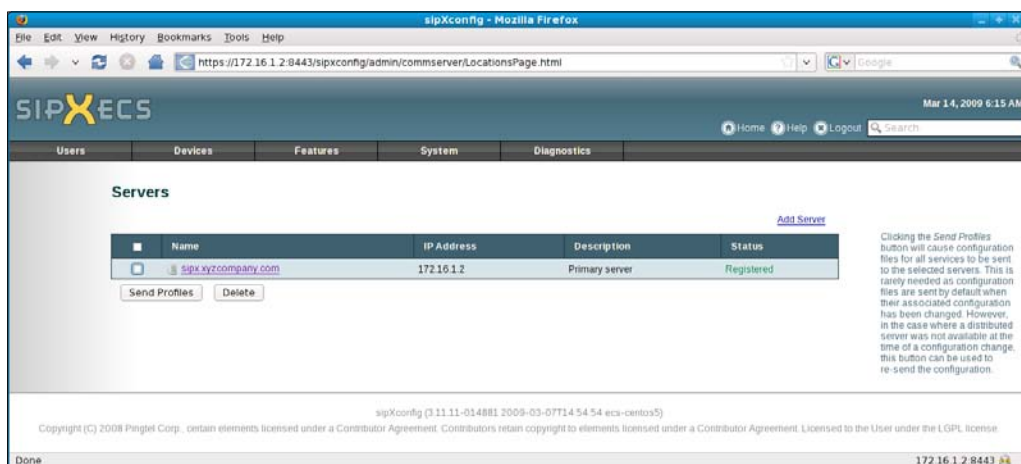 sipXconfig - Mozilla Firefox
File Edit View History Bookmarks Tools Help
https://172.16.1.2:8443/sipxconfig/admin/commserver/LocationsPage.html
Google
SIPXECS
Mar 14, 2009 6:15 AM
Home Help Logout Search
Users Devices Features System Diagnostics
Servers
Add Server
Name IP Address Description Status
sipx.xyzcompany.com 172.16.1.2 Primary server Registered
Send Profiles Delete
Clicking the Send Profiles
button will cause configuration
files for all services to be sent
to the selected servers. This is
rarely needed as configuration
files are sent by default when
their associated configuration
has been changed. However,
in the case where a distributed
server was not available at the
time of a configuration change,
this button can be used to
re-send the configuration.
sipXconfig (3.11.11-014881 2009-03-07T14:54:54 ecs-centos5)
Copyright (C) 2008 Pingtel Corp., certain elements licensed under a Contributor Agreement. Contributors retain copyright to elements licensed under a Contributor Agreement. Licensed to the User under the LGPL license.
Done
172.16.1.2:8443